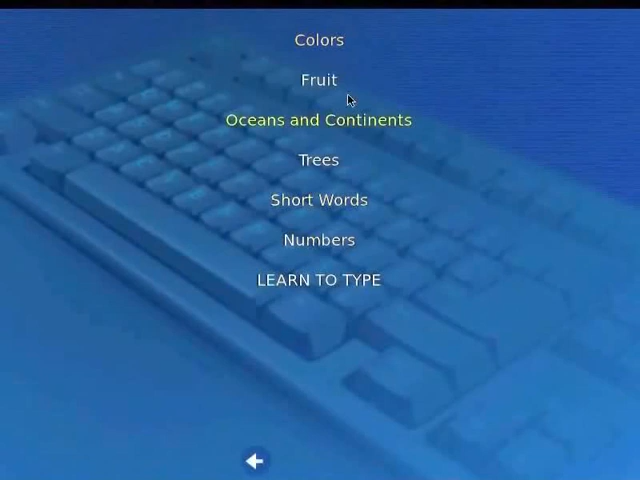 Colors
Fruit
Oceans and Continents
Trees
Short Words
Numbers
LEARN TO TYPE